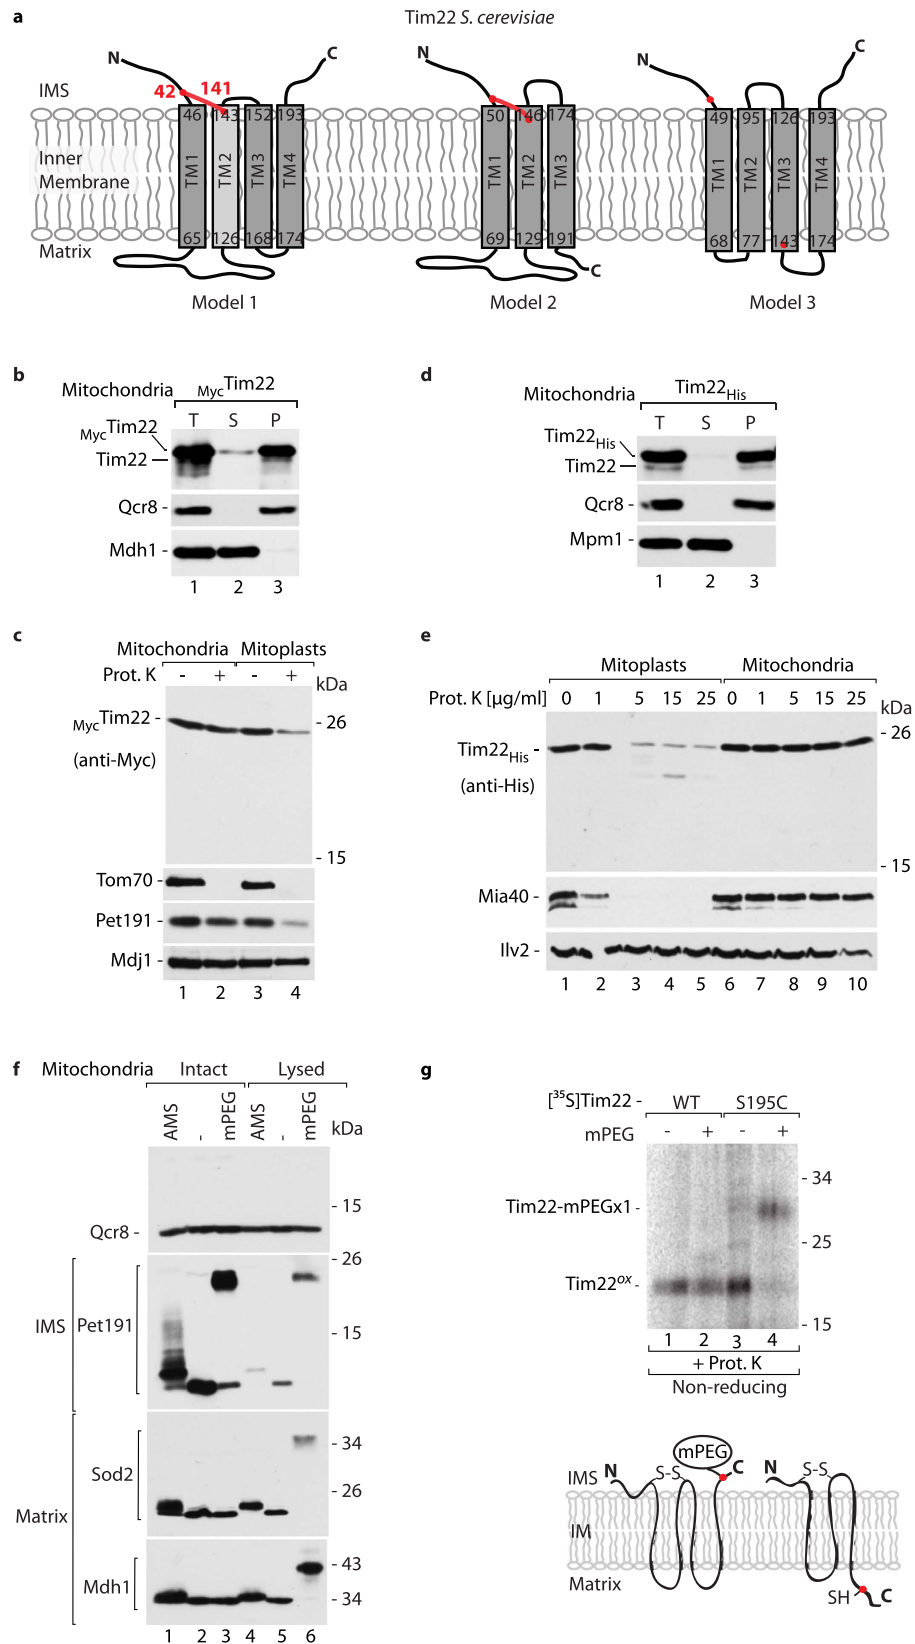 a
Tim22 S. cerevisiae
N C N N C
IMS 42 141
46 143 152 193 50 146 174 49 95 126 193
Inner
Membrane
TM1 TM2 TM3 TM4 TM1 TM2 TM3 TM1 TM2 TM3 TM4
65 126 168 174 69 129 191 68 77 143 174
Matrix
C
Model 1 Model 2 Model 3
b
Mitochondria MycTim22
T S P
MycTim22
Tim22
Qcr8 -
Mdh1 -
1 2 3
d
Mitochondria Tim22His
T S P
Tim22His
Tim22
Qcr8 -
Mpm1 -
1 2 3
c
Mitochondria Mitoplasts
Prot. K - + - +
kDa
MycTim22 - - 26
(anti-Myc)
- 15
Tom70 -
Pet191 -
Mdj1 -
1 2 3 4
e
Mitoplasts Mitochondria
Prot. K [µg/ml] 0 1 5 15 25 0 1 5 15 25
kDa
- 26
Tim22His -
(anti-His)
- 15
Mia40 -
Ilv2 -
1 2 3 4 5 6 7 8 9 10
f
Mitochondria Intact Lysed
AMS - mPEG AMS - mPEG kDa
- 15
Qcr8 -
- 26
IMS Pet191
- 15
- 34
Sod2
- 26
Matrix
- 43
Mdh1
- 34
1 2 3 4 5 6
g
[35S]Tim22 - WT S195C
mPEG - + - +
- 34
Tim22-mPEGx1 -
- 25
Tim22ox -
- 15
1 2 3 4
+ Prot. K
Non-reducing
mPEG
IMS N S-S C N S-S
IM
Matrix
SH C